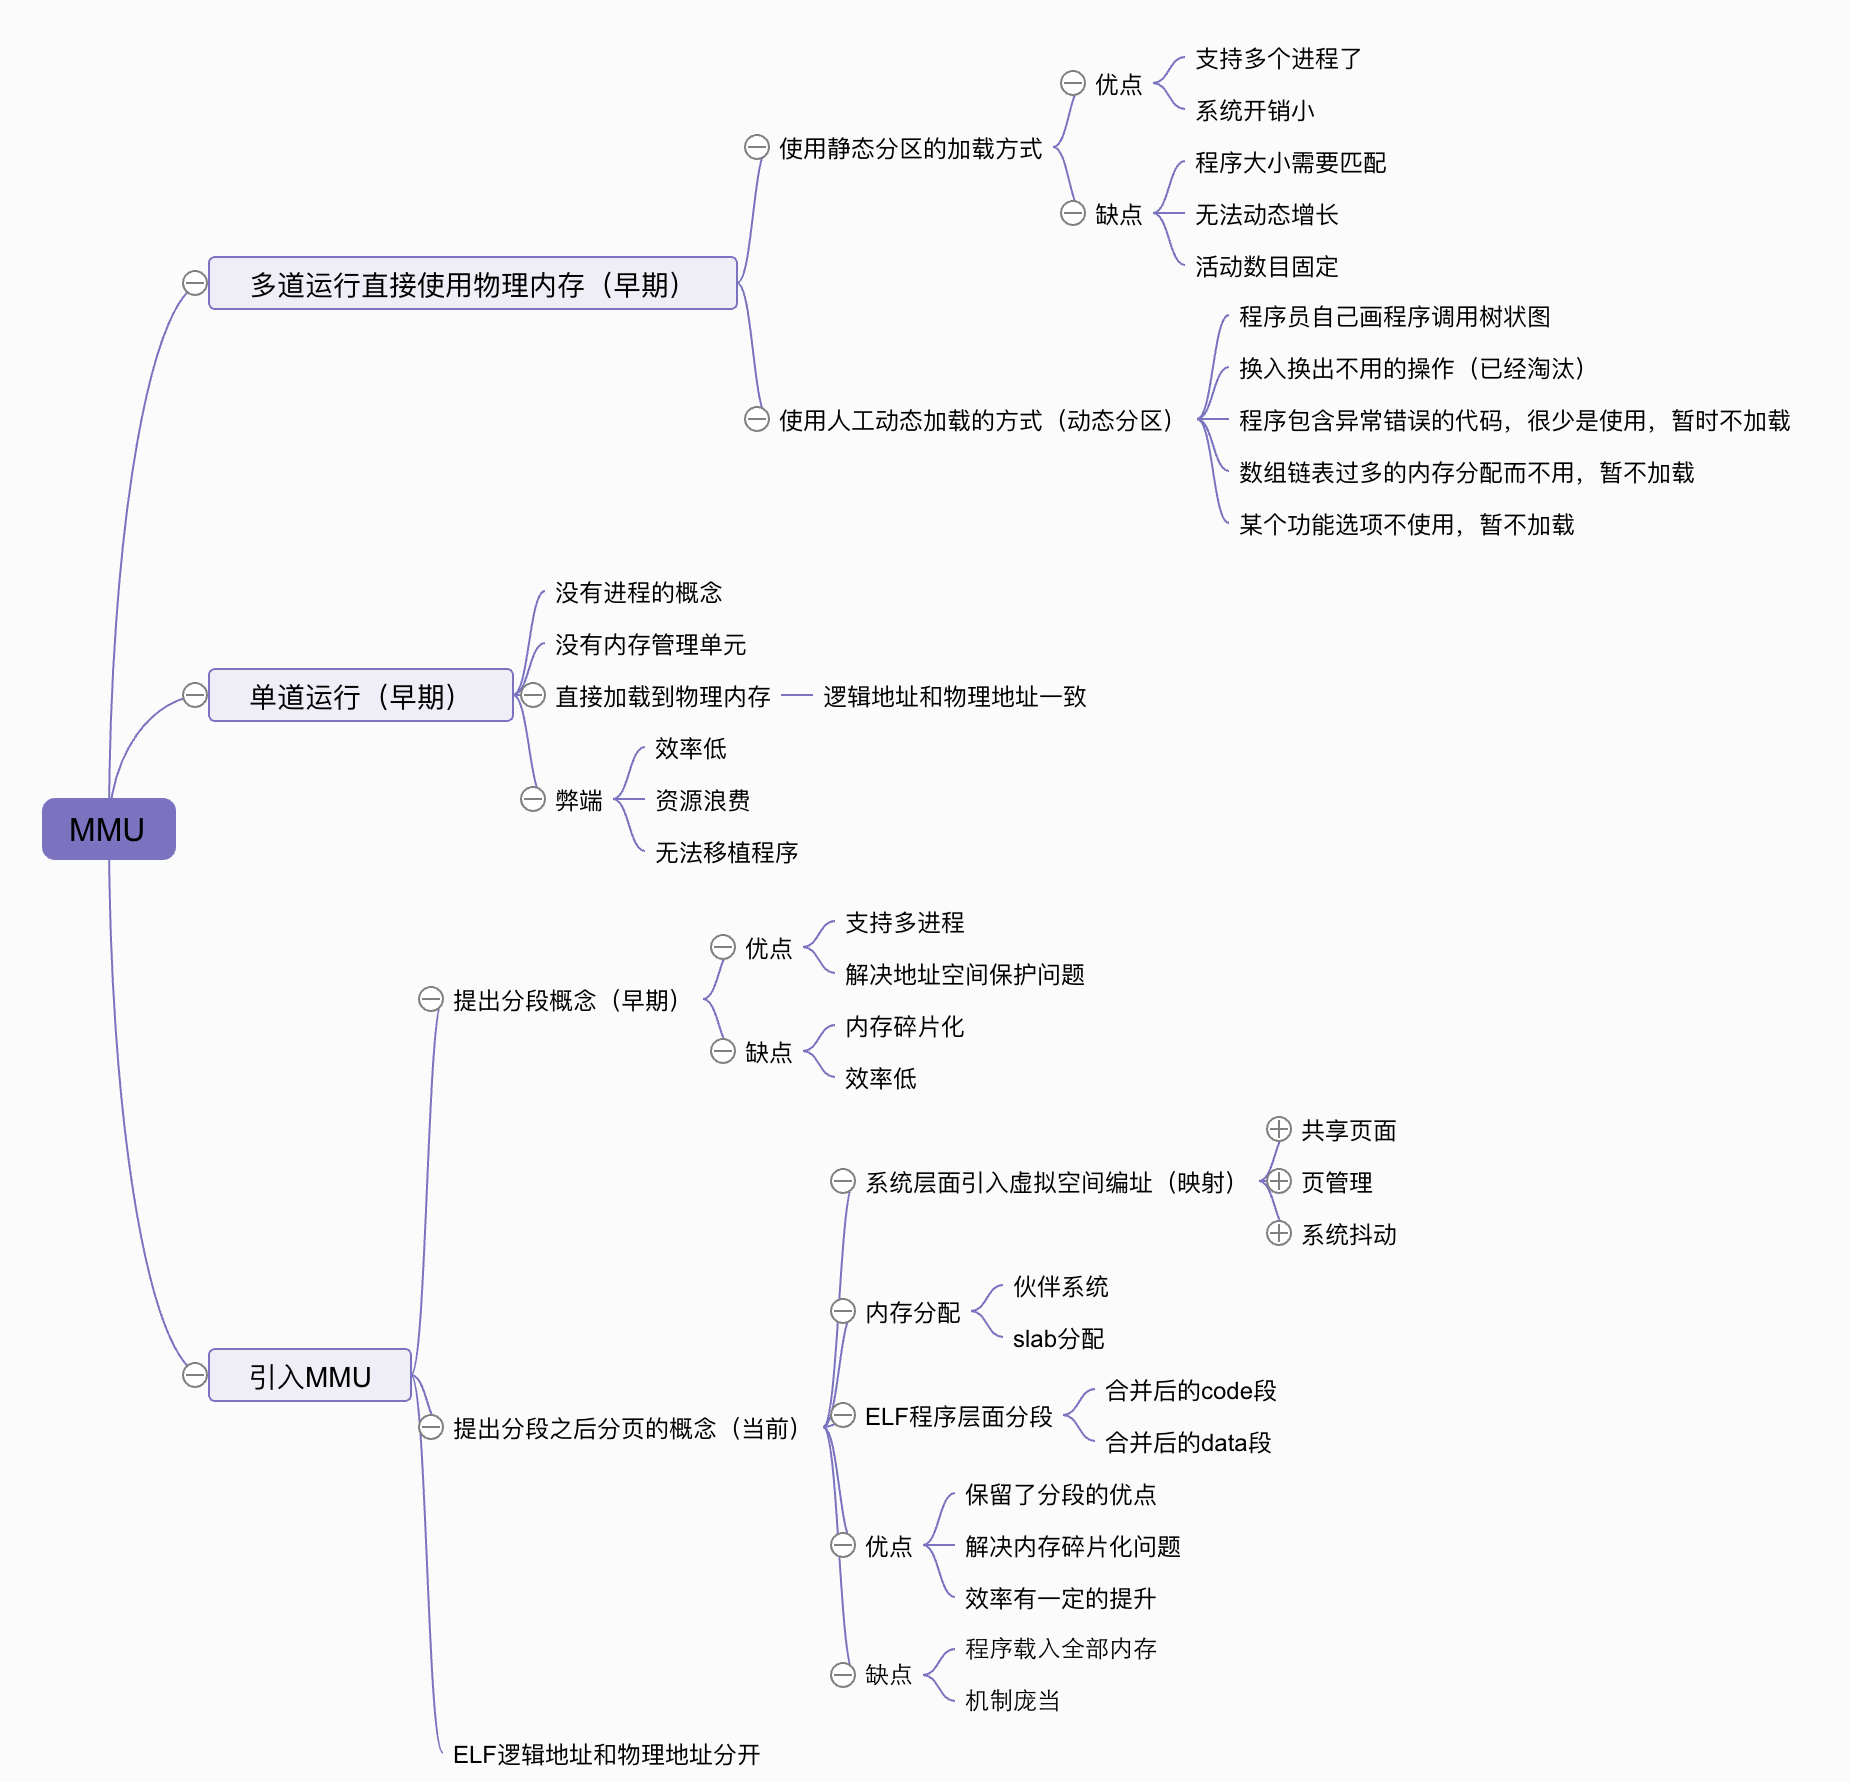 MMU
多道运行直接使用物理内存（早期）
使用静态分区的加载方式
优点
支持多个进程了
系统开销小
缺点
程序大小需要匹配
无法动态增长
活动数目固定
使用人工动态加载的方式（动态分区）
程序员自己画程序调用树状图
换入换出不用的操作（已经淘汰）
程序包含异常错误的代码，很少是使用，暂时不加载
数组链表过多的内存分配而不用，暂不加载
某个功能选项不使用，暂不加载
单道运行（早期）
没有进程的概念
没有内存管理单元
直接加载到物理内存
逻辑地址和物理地址一致
弊端
效率低
资源浪费
无法移植程序
引入MMU
提出分段概念（早期）
优点
支持多进程
解决地址空间保护问题
缺点
内存碎片化
效率低
提出分段之后分页的概念（当前）
系统层面引入虚拟空间编址（映射）
共享页面
页管理
系统抖动
内存分配
伙伴系统
slab分配
ELF程序层面分段
合并后的code段
合并后的data段
优点
保留了分段的优点
解决内存碎片化问题
效率有一定的提升
缺点
程序载入全部内存
机制庞当
ELF逻辑地址和物理地址分开